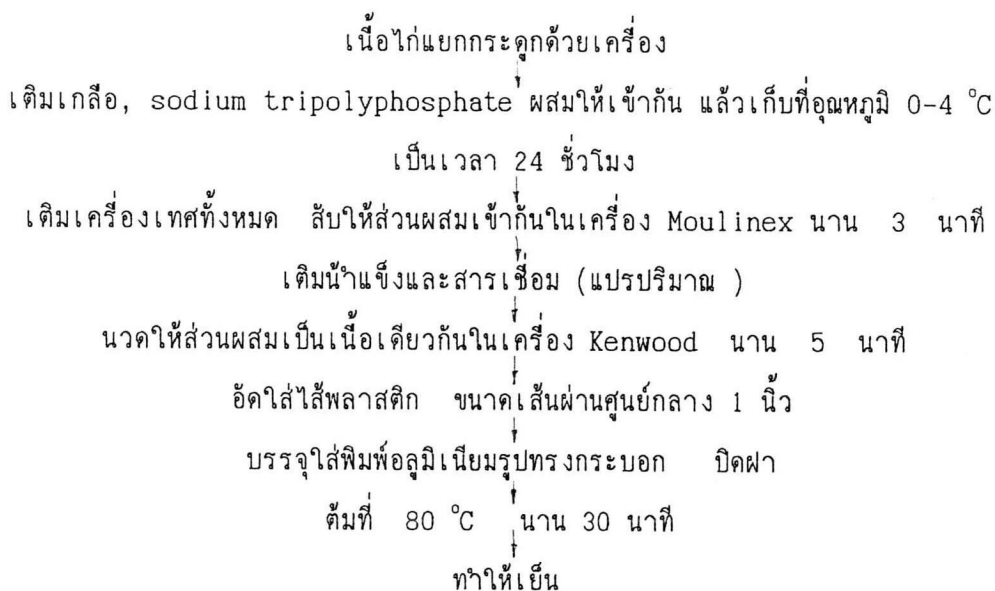 เนื้อไก่แยกกระดูกด้วยเครื่อง
เติมเกลือ, sodium tripolyphosphate ผสมให้เข้ากัน แล้วเก็บที่อุณหภูมิ 0-4 °C
เป็นเวลา 24 ชั่วโมง
เติมเครื่องเทศทั้งหมด สับให้ส่วนผสมเข้ากันในเครื่อง Moulinex นาน 3 นาที
เติมน้ำแข็งและสารเชื่อม (แปรปริมาณ )
นวดให้ส่วนผสมเป็นเนื้อเดียวกันในเครื่อง Kenwood นาน 5 นาที
อัดใส่ไส้พลาสติก ขนาดเส้นผ่านศูนย์กลาง 1 นิ้ว
บรรจุใส่พิมพ์อลูมิเนียมรูปทรงกระบอก ปิดฝา
ต้มที่ 80 °C นาน 30 นาที
ทำให้เย็น